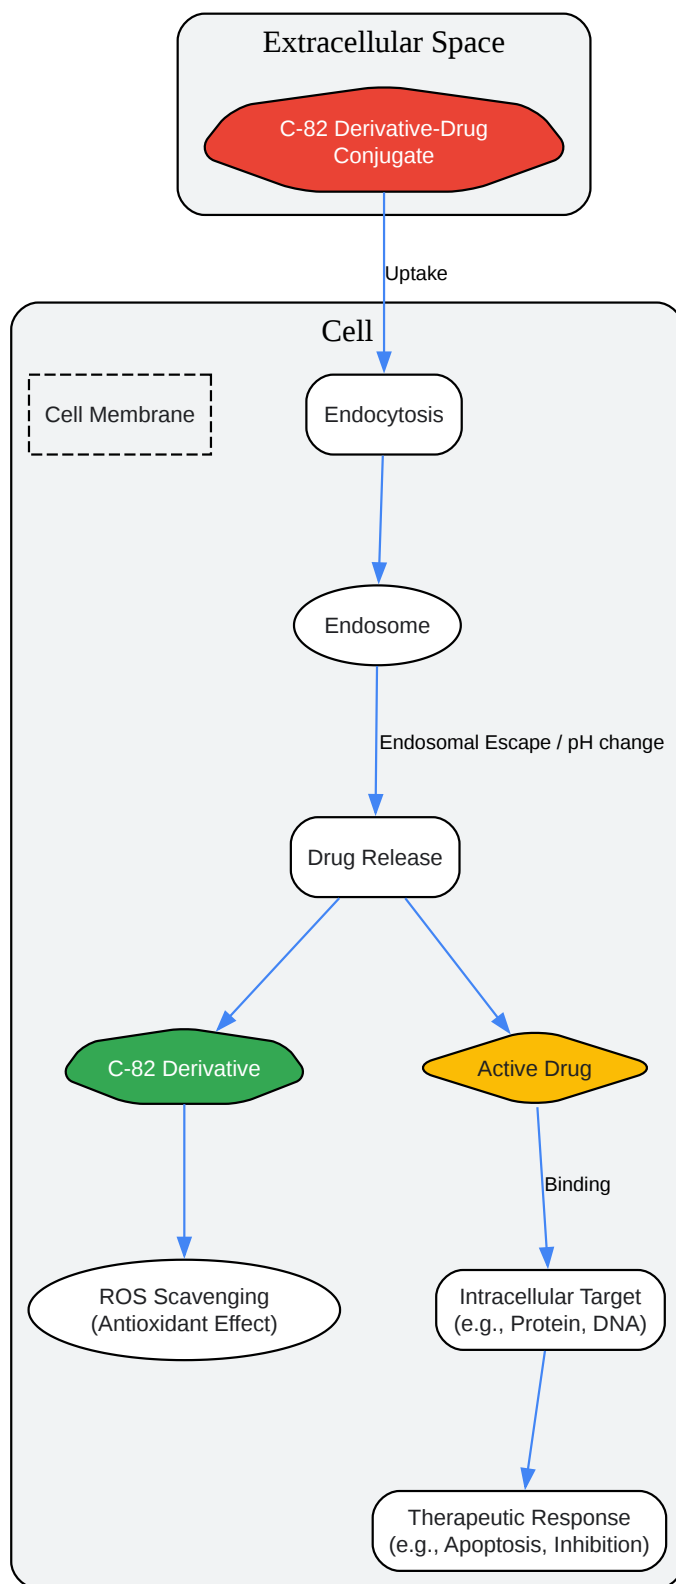 Extracellular Space
C-82 Derivative-Drug
Conjugate
Uptake
Cell
Cell Membrane
Endocytosis
Endosome
Endosomal Escape / pH change
Drug Release
C-82 Derivative
Active Drug
Binding
ROS Scavenging
(Antioxidant Effect)
Intracellular Target
(e.g., Protein, DNA)
Therapeutic Response
(e.g., Apoptosis, Inhibition)